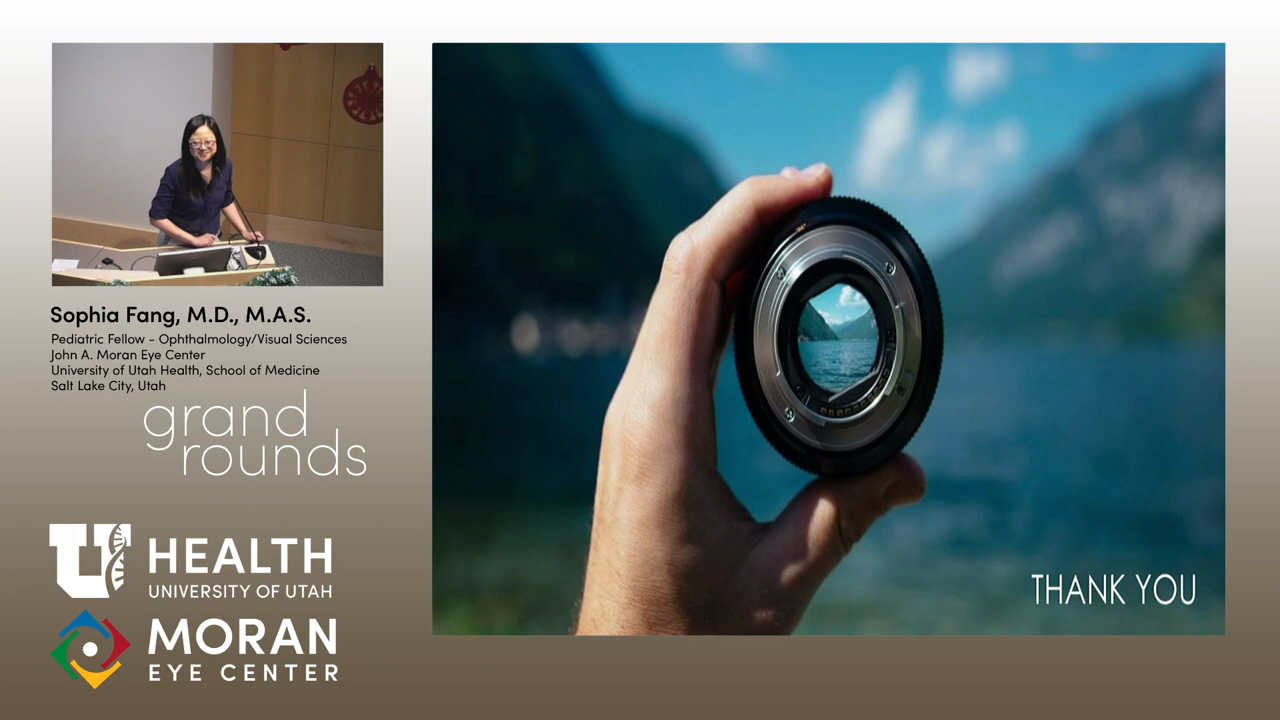 Sophia Fang, M.D., M.A.S.
Pediatric Fellow - Ophthalmology/Visual Sciences
John A. Moran Eye Center
University of Utah Health, School of Medicine
Salt Lake City, Utah
grand
rounds
U HEALTH
UNIVERSITY OF UTAH
MORAN
EYE CENTER
THANK YOU